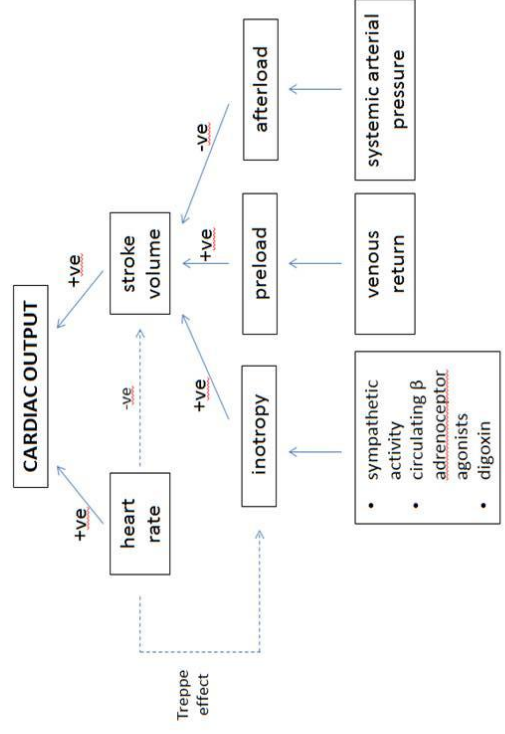 CARDIAC OUTPUT
+ve
+ve
heart
rate
-ve
stroke
volume
Treppe
effect
+ve
+ve
-ve
inotropy
preload
afterload
• sympathetic
activity
• circulating β
adrenoceptor
agonists
• digoxin
venous
return
systemic arterial
pressure